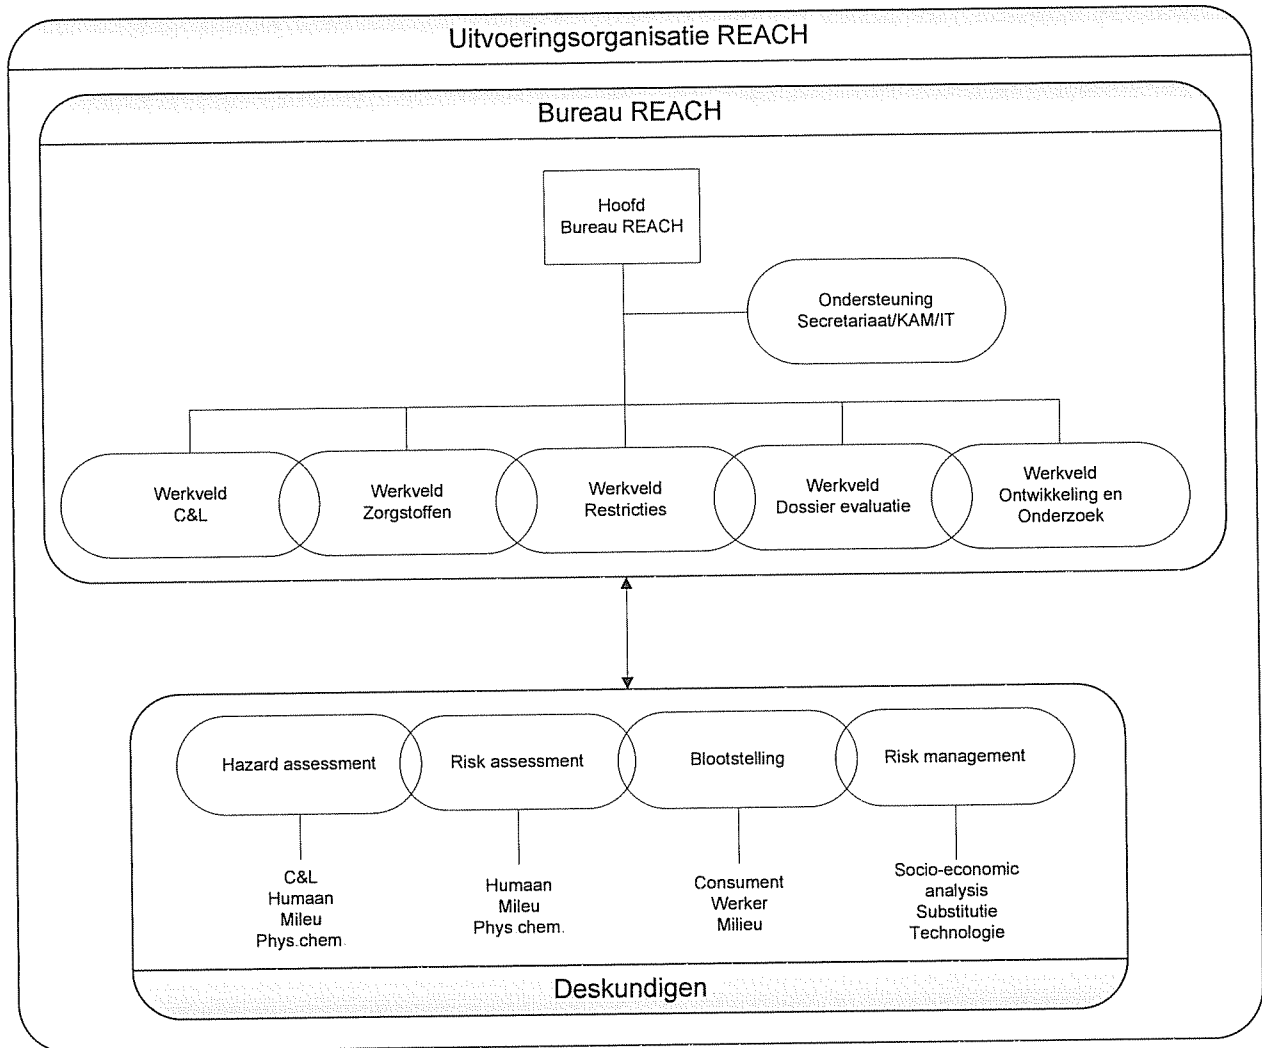 Uitvoeringsorganisatie REACH
Bureau REACH
Hoofd
Bureau REACH
Ondersteuning
Secretariaat/KAM/IT
Werkveld
C&L
Werkveld
Zorgstoffen
Werkveld
Restricties
Werkveld
Dossier evaluatie
Werkveld
Ontwikkeling en
Onderzoek
Hazard assessment
Risk assessment
Blootstelling
Risk management
C&L
Humaan
Mileu
Phys.chem.
Humaan
Mileu
Phys.chem.
Consument
Werker
Milieu
Socio-economic
analysis
Substitutie
Technologie
Deskundigen